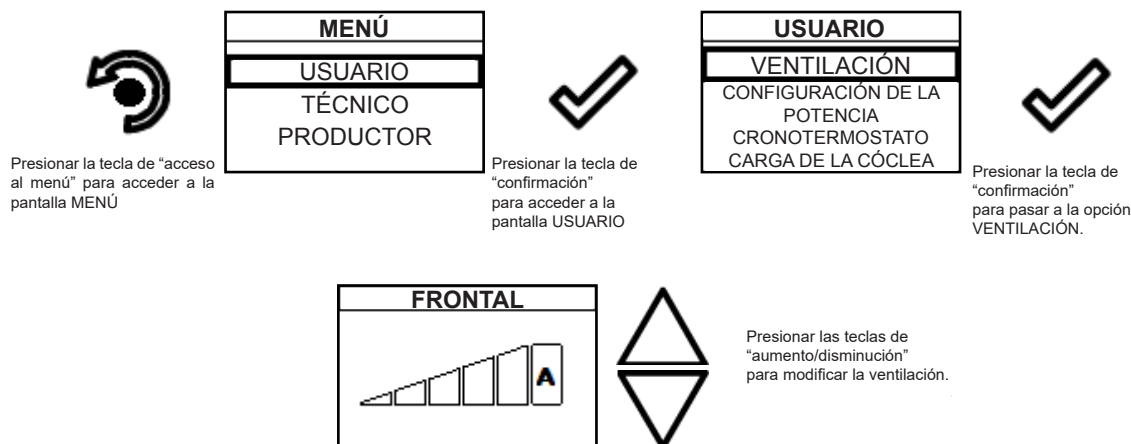 MENÚ
USUARIO
TÉCNICO
PRODUCTOR
Presionar la tecla de “acceso
al menú” para acceder a la
pantalla MENÚ
Presionar la tecla de
“confirmación”
para acceder a la
pantalla USUARIO
USUARIO
VENTILACIÓN
CONFIGURACIÓN DE LA
POTENCIA
CRONOTERMOSTATO
CARGA DE LA CÓCLEA
Presionar la tecla de
“confirmación”
para pasar a la opción
VENTILACIÓN.
FRONTAL
A
Presionar las teclas de
“aumento/disminución”
para modificar la ventilación.